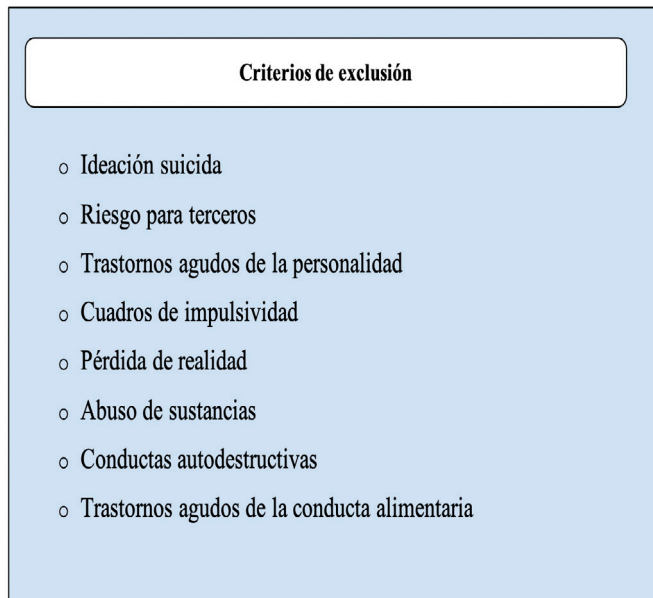 Criterios de exclusión
o Ideación suicida
o Riesgo para terceros
o Trastornos agudos de la personalidad
o Cuadros de impulsividad
o Pérdida de realidad
o Abuso de sustancias
o Conductas autodestructivas
o Trastornos agudos de la conducta alimentaria